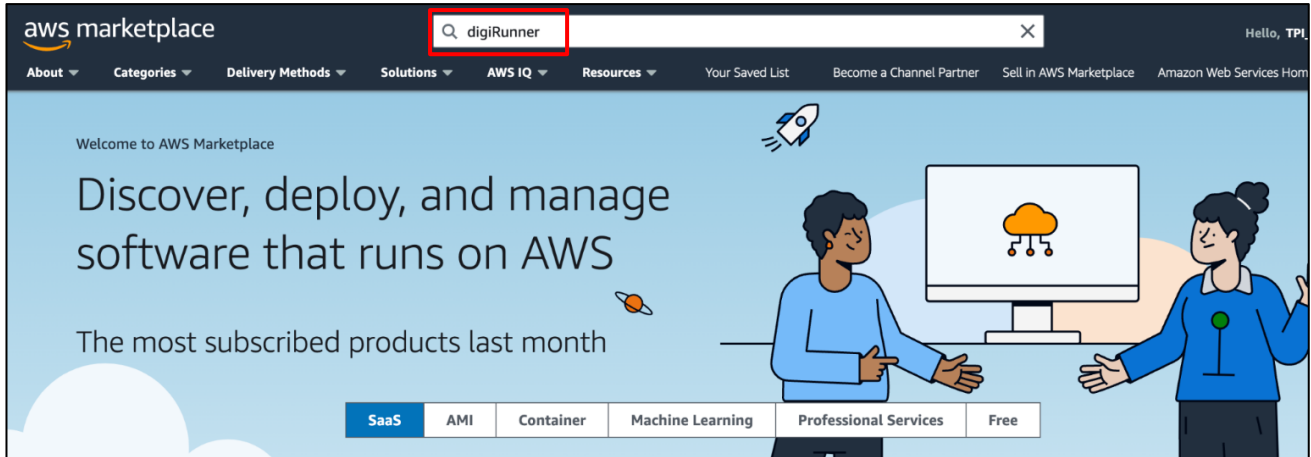 aws marketplace
digiRunner
Hello, TPI_
About Categories Delivery Methods Solutions AWS IQ Resources Your Saved List Become a Channel Partner Sell in AWS Marketplace Amazon Web Services Hom
Welcome to AWS Marketplace
Discover, deploy, and manage
software that runs on AWS
The most subscribed products last month
SaaS AMI Container Machine Learning Professional Services Free